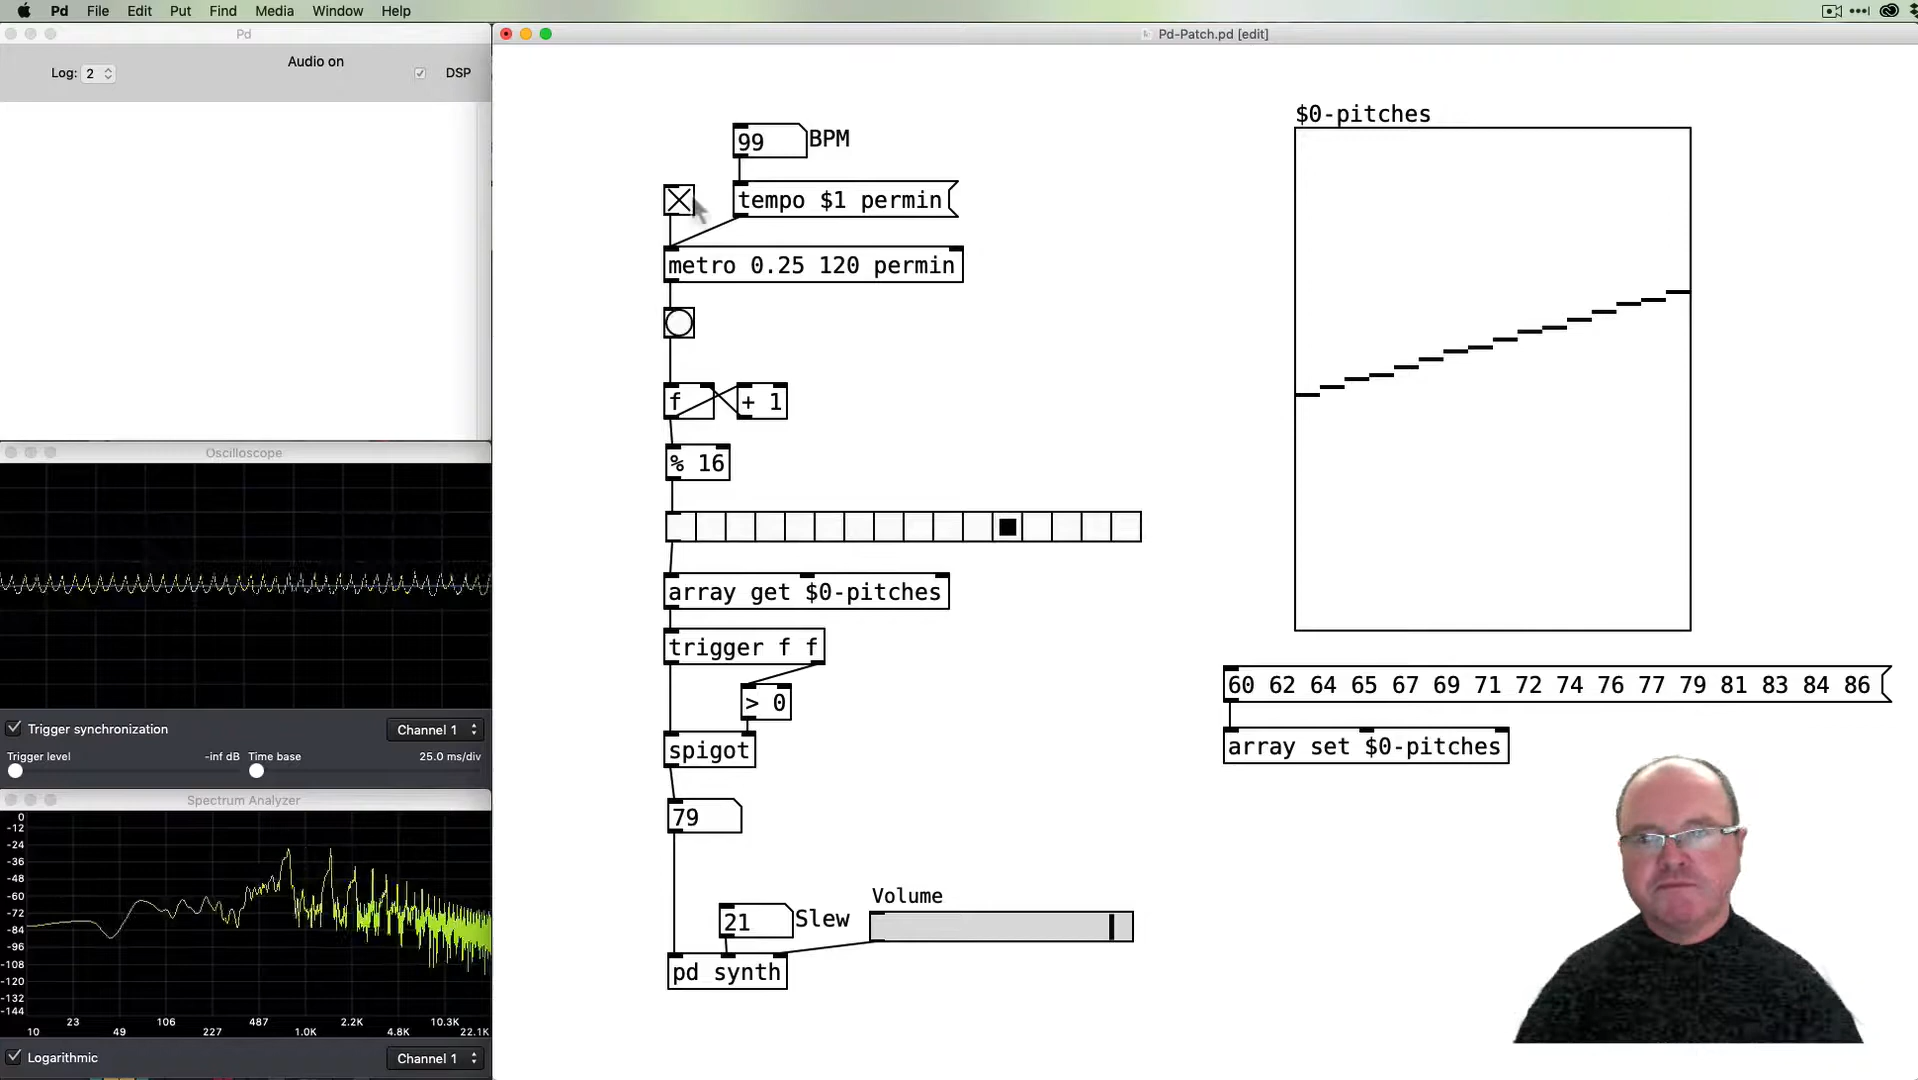 Pd File Edit Put Find Media Window Help
Pd
Log: 2
Audio on
DSP
Pd-Patch.pd [edit]
99 BPM
tempo $1 permin
metro 0.25 120 permin
f
+ 1
% 16
array get $0-pitches
trigger f f
> 0
spigot
79
21 Slew
Volume
pd synth
$0-pitches
60 62 64 65 67 69 71 72 74 76 77 79 81 83 84 86
array set $0-pitches
Oscilloscope
Trigger synchronization
Channel 1
Trigger level -inf dB
Time base 25.0 ms/div
Spectrum Analyzer
0
-12
-24
-36
-48
-60
-72
-84
-96
-108
-120
-132
-144
23 106 487 2.2K 10.3K
10 49 227 1.0K 4.8K 22.1K
Logarithmic
Channel 1